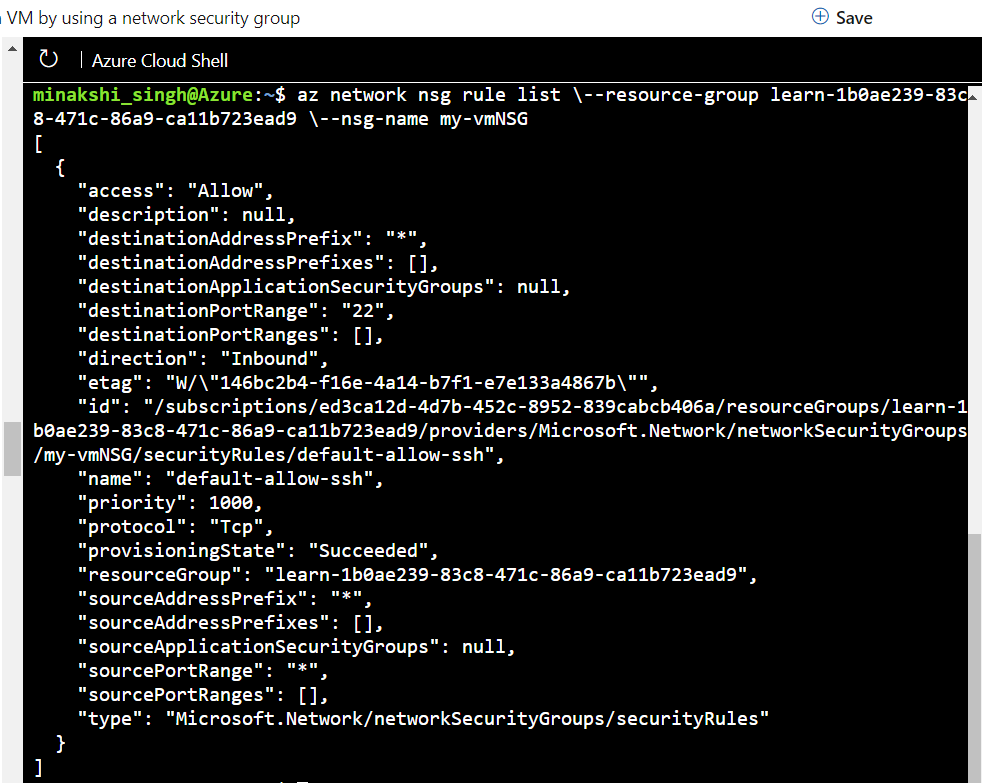 VM by using a network security group
Save
Azure Cloud Shell
minakshi_singh@Azure:~$ az network nsg rule list \--resource-group learn-1b0ae239-83c
8-471c-86a9-ca11b723ead9 \--nsg-name my-vmNSG
[
  {
    "access": "Allow",
    "description": null,
    "destinationAddressPrefix": "*",
    "destinationAddressPrefixes": [],
    "destinationApplicationSecurityGroups": null,
    "destinationPortRange": "22",
    "destinationPortRanges": [],
    "direction": "Inbound",
    "etag": "W/\"146bc2b4-f16e-4a14-b7f1-e7e133a4867b\"",
    "id": "/subscriptions/ed3ca12d-4d7b-452c-8952-839cabcb406a/resourceGroups/learn-1
b0ae239-83c8-471c-86a9-ca11b723ead9/providers/Microsoft.Network/networkSecurityGroups
/my-vmNSG/securityRules/default-allow-ssh",
    "name": "default-allow-ssh",
    "priority": 1000,
    "protocol": "Tcp",
    "provisioningState": "Succeeded",
    "resourceGroup": "learn-1b0ae239-83c8-471c-86a9-ca11b723ead9",
    "sourceAddressPrefix": "*",
    "sourceAddressPrefixes": [],
    "sourceApplicationSecurityGroups": null,
    "sourcePortRange": "*",
    "sourcePortRanges": [],
    "type": "Microsoft.Network/networkSecurityGroups/securityRules"
  }
]